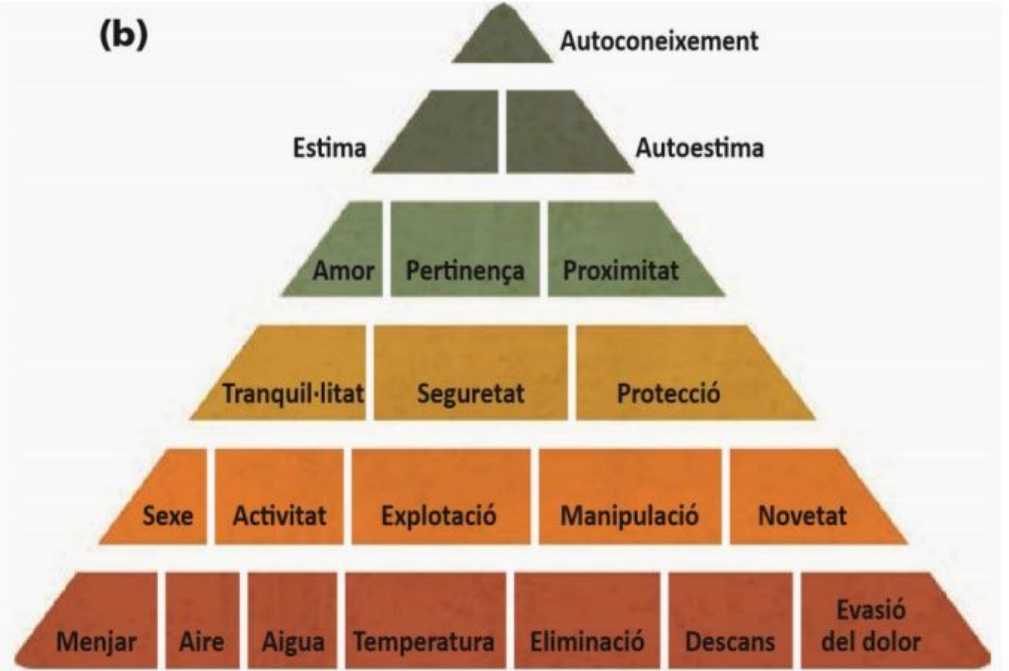 (b)
Autoconeixement
Estima
Autoestima
Amor
Pertinença
Proximitat
Tranquil·litat
Seguretat
Protecció
Sexe
Activitat
Explotació
Manipulació
Novetat
Menjar
Aire
Aigua
Temperatura
Eliminació
Descans
Evasió
del dolor